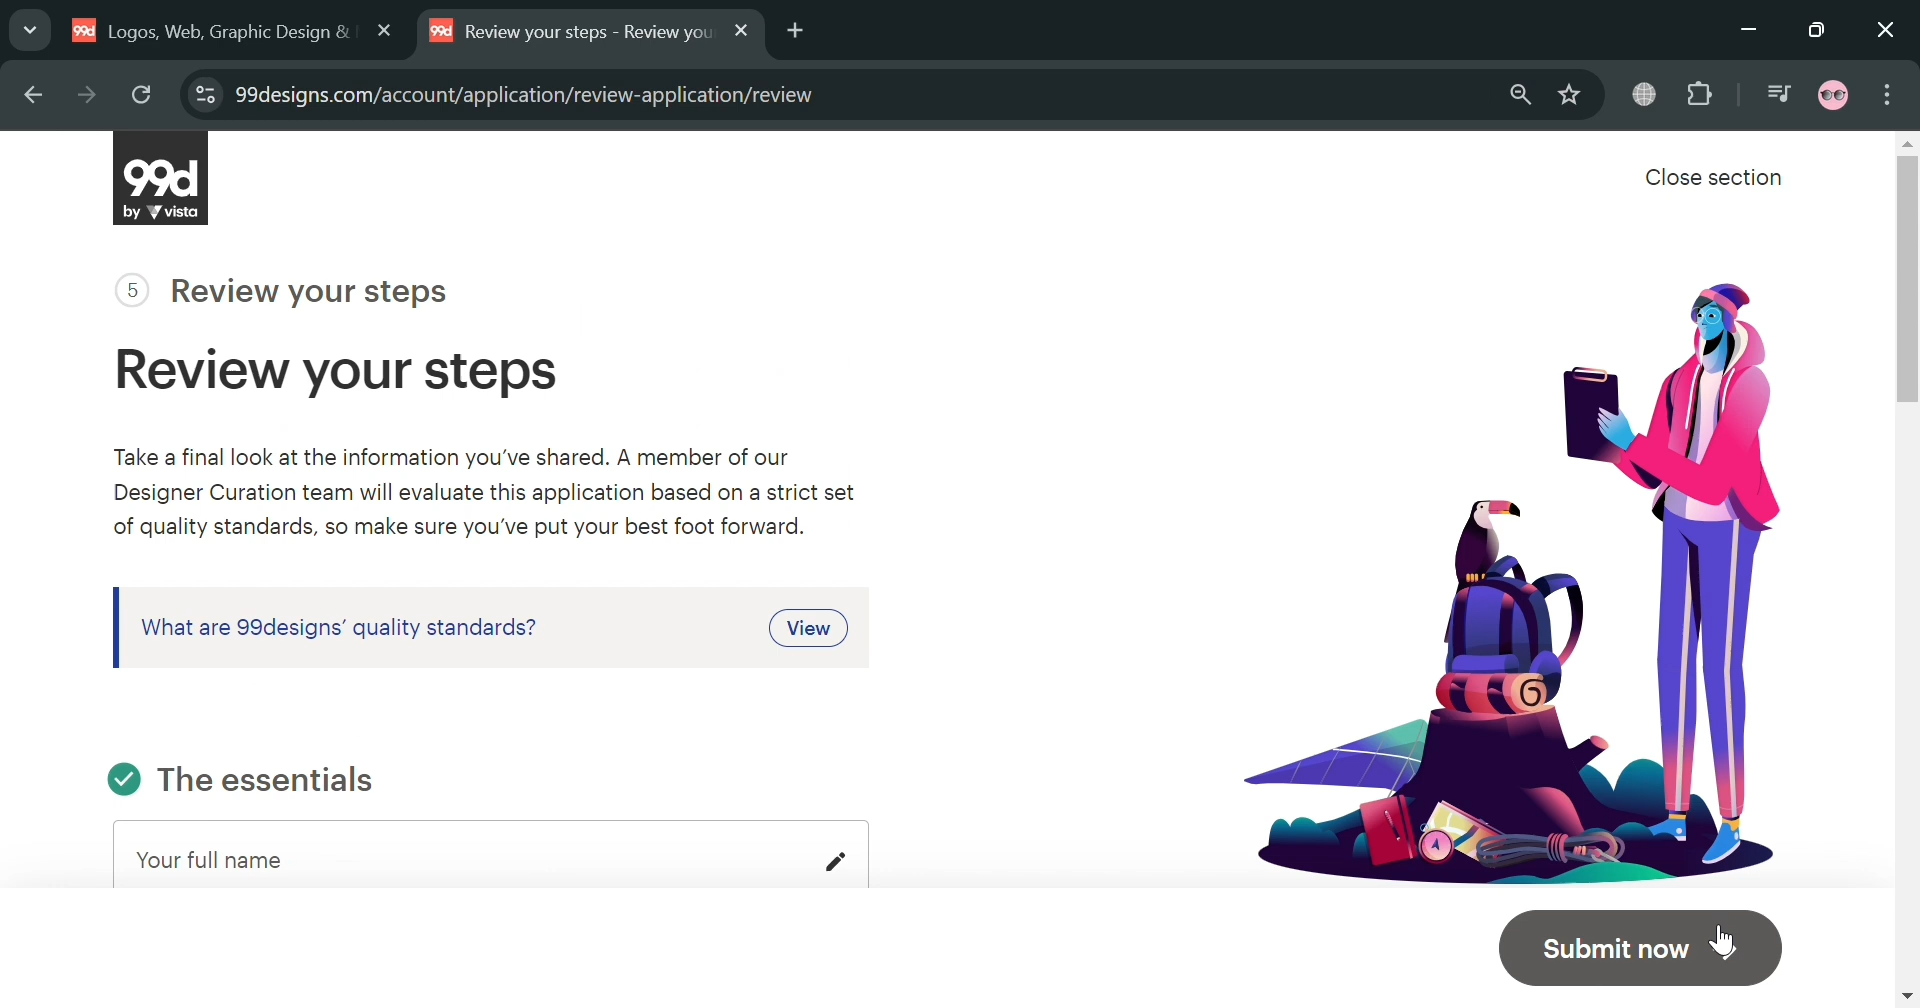 Logos, Web, Graphic Design &
Review your steps - Review you
99designs.com/account/application/review-application/review
99d
by vista
Close section
5 Review your steps
Review your steps
Take a final look at the information you've shared. A member of our
Designer Curation team will evaluate this application based on a strict set
of quality standards, so make sure you've put your best foot forward.
What are 99designs' quality standards?
View
The essentials
Your full name
Submit now